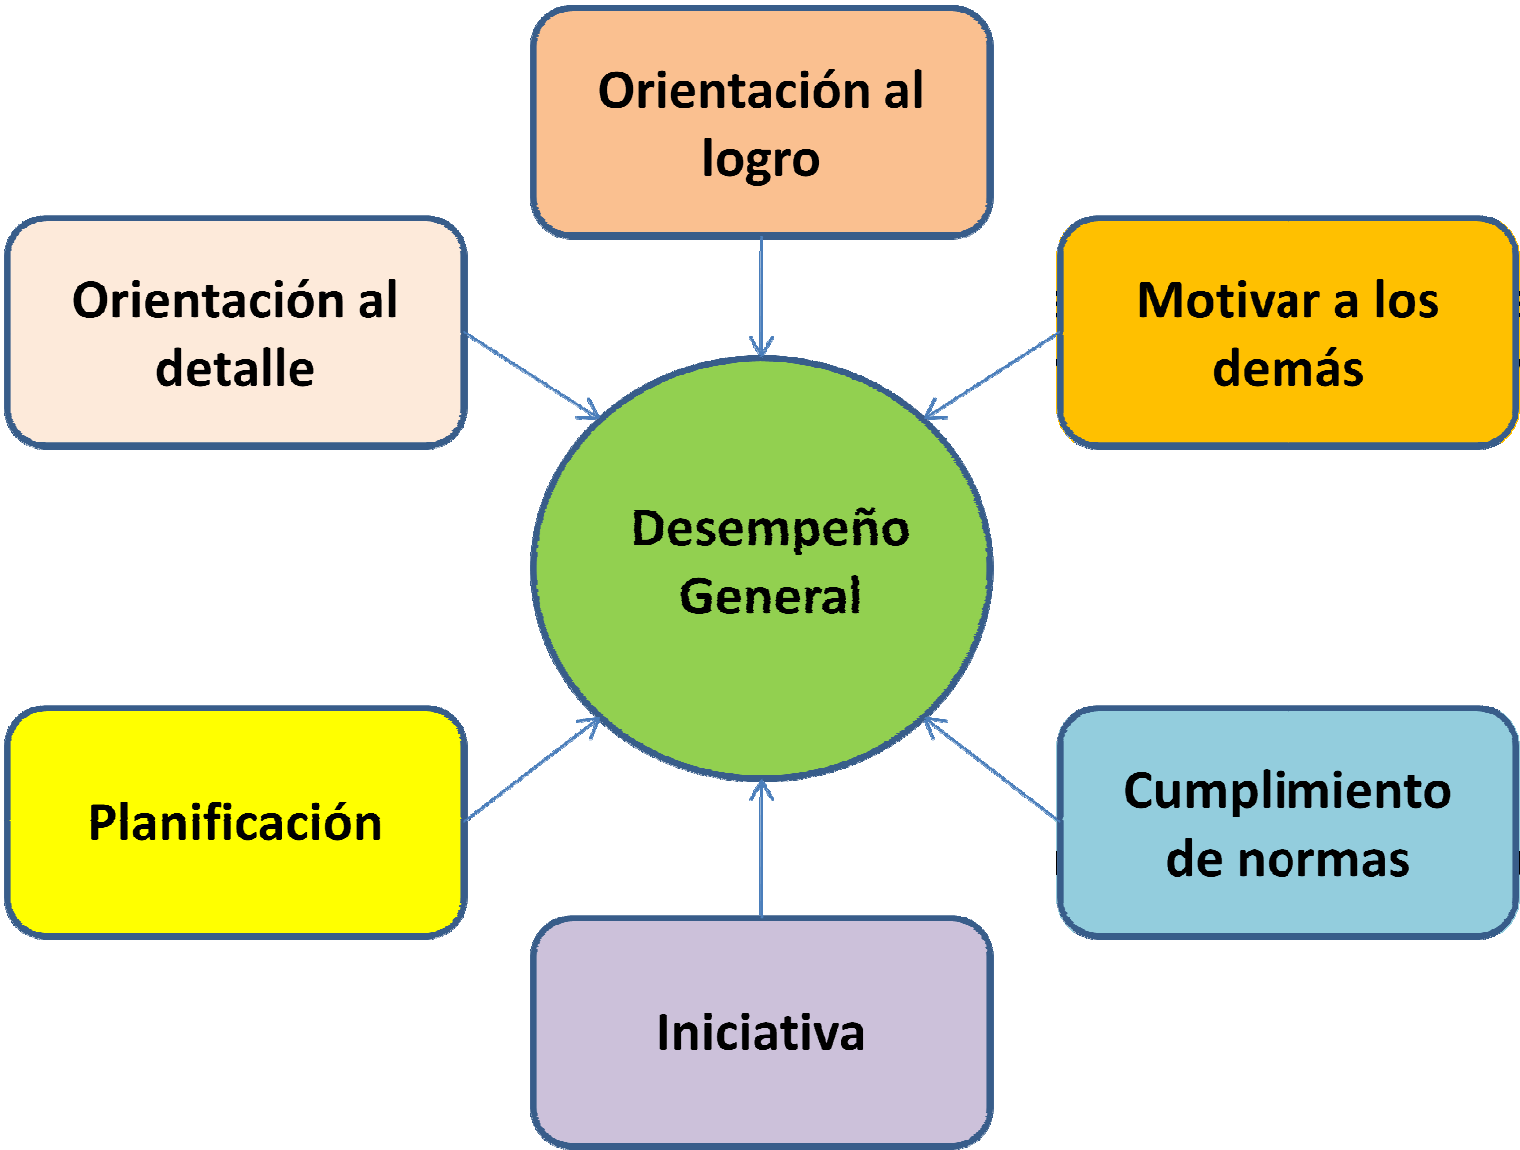 Orientación al
logro
Orientación al
detalle
Motivar a los
demás
Desempeño
General
Planificación
Cumplimiento
de normas
Iniciativa